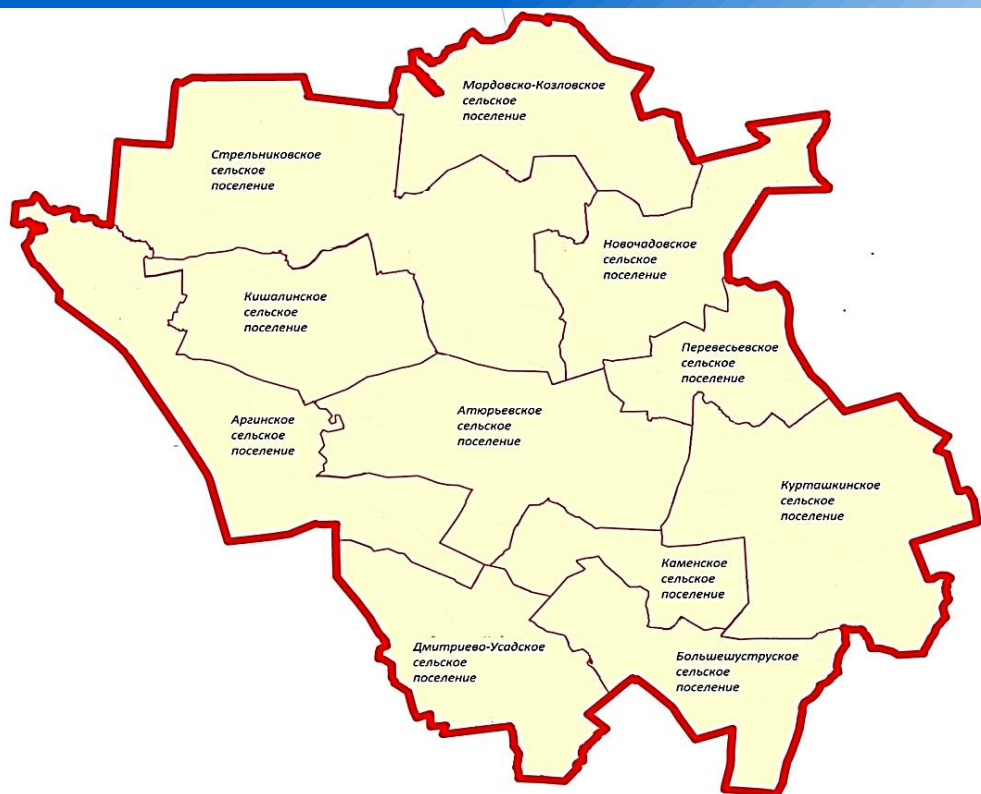 Мордовско-Козловское
сельское
поселение
Стрельниковское
сельское
поселение
Новочадовское
сельское
поселение
Кишалинское
сельское
поселение
Перевесьевское
сельское
поселение
Аргинское
сельское
поселение
Атюрьевское
сельское
поселение
Курташкинское
сельское
поселение
Каменское
сельское
поселение
Дмитриево-Усадское
сельское
поселение
Большешуструское
сельское
поселение